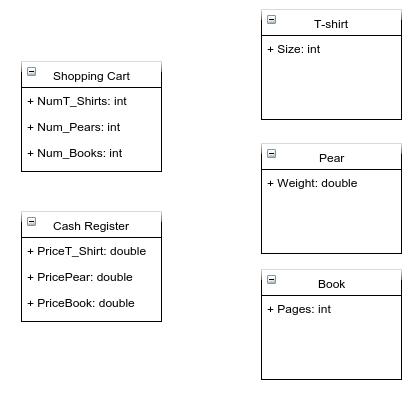 Shopping Cart
+ NumT_Shirts: int
+ Num_Pears: int
+ Num_Books: int
Cash Register
+ PriceT_Shirt: double
+ PricePear: double
+ PriceBook: double
T-shirt
+ Size: int
Pear
+ Weight: double
Book
+ Pages: int